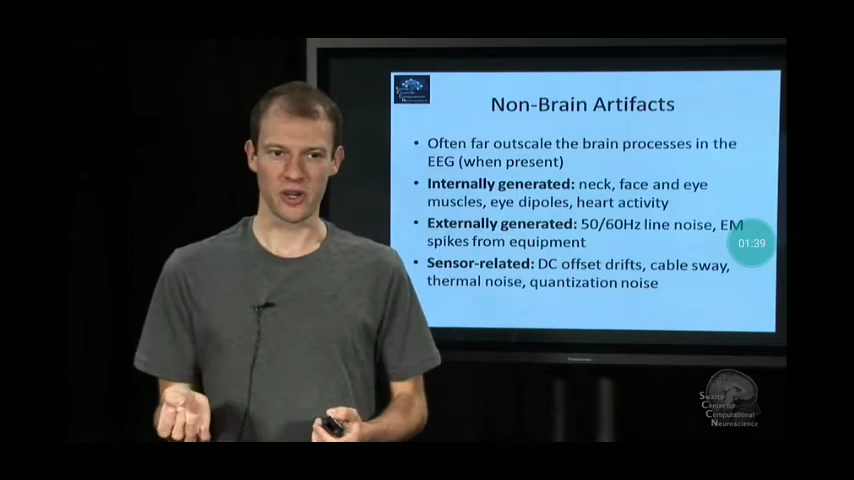 Non-Brain Artifacts
• Often far outscale the brain processes in the
EEG (when present)
• Internally generated: neck, face and eye
muscles, eye dipoles, heart activity
• Externally generated: 50/60Hz line noise, EM
spikes from equipment
• Sensor-related: DC offset drifts, cable sway,
thermal noise, quantization noise
01:39
Panasonic
Swartz
Center for
Computational
Neuroscience